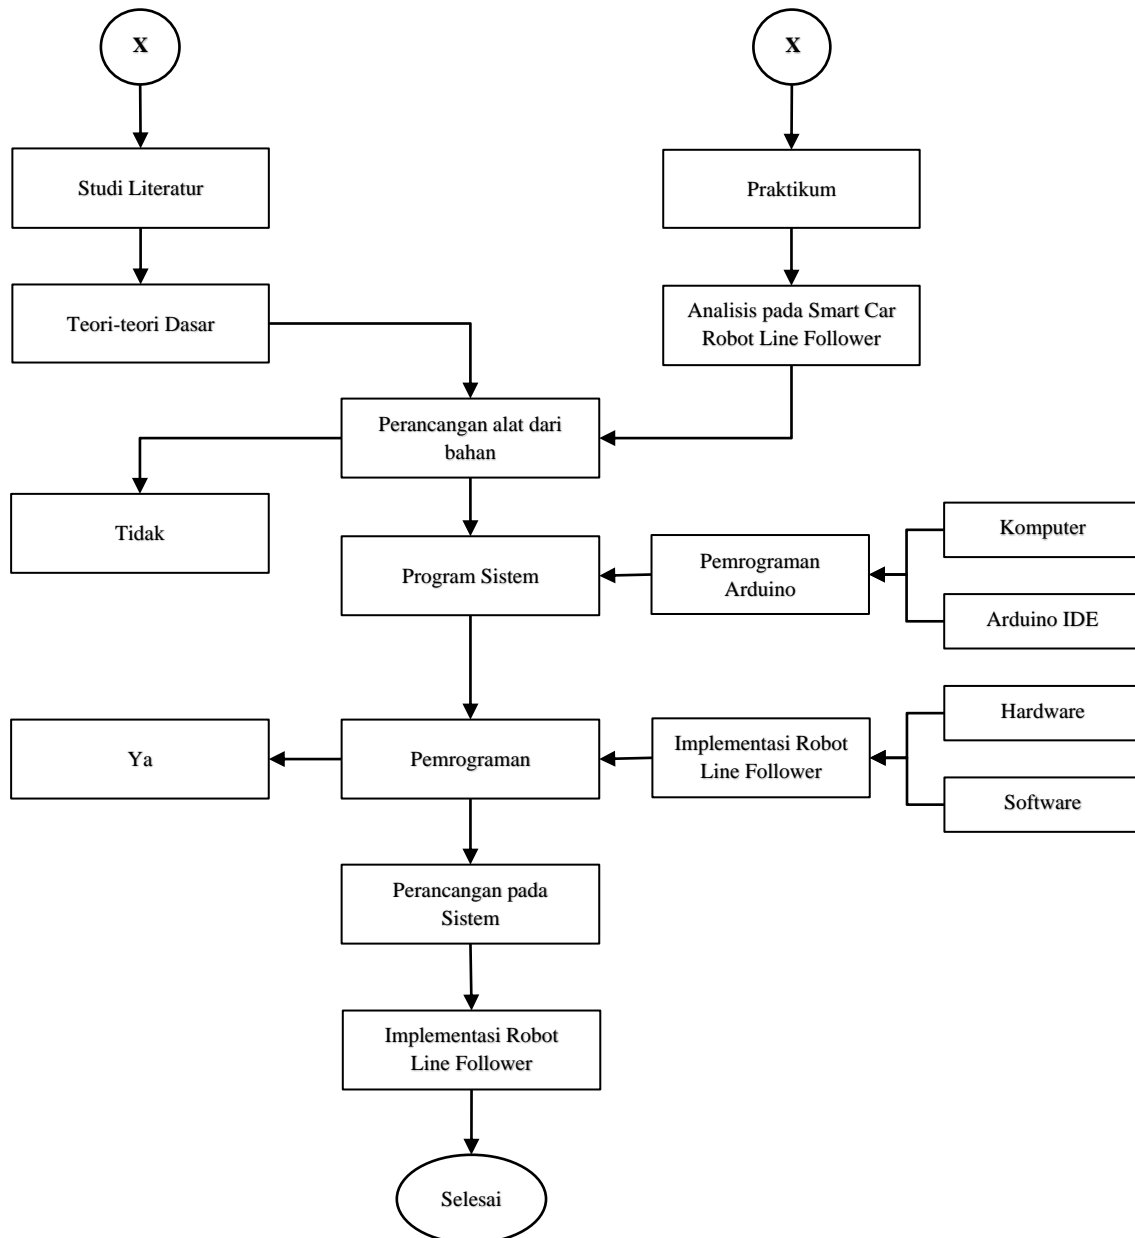 X
X
Studi Literatur
Praktikum
Teori-teori Dasar
Analisis pada Smart Car
Robot Line Follower
Perancangan alat dari
bahan
Tidak
Program Sistem
Pemrograman
Arduino
Komputer
Arduino IDE
Ya
Pemrograman
Implementasi Robot
Line Follower
Hardware
Software
Perancangan pada
Sistem
Implementasi Robot
Line Follower
Selesai